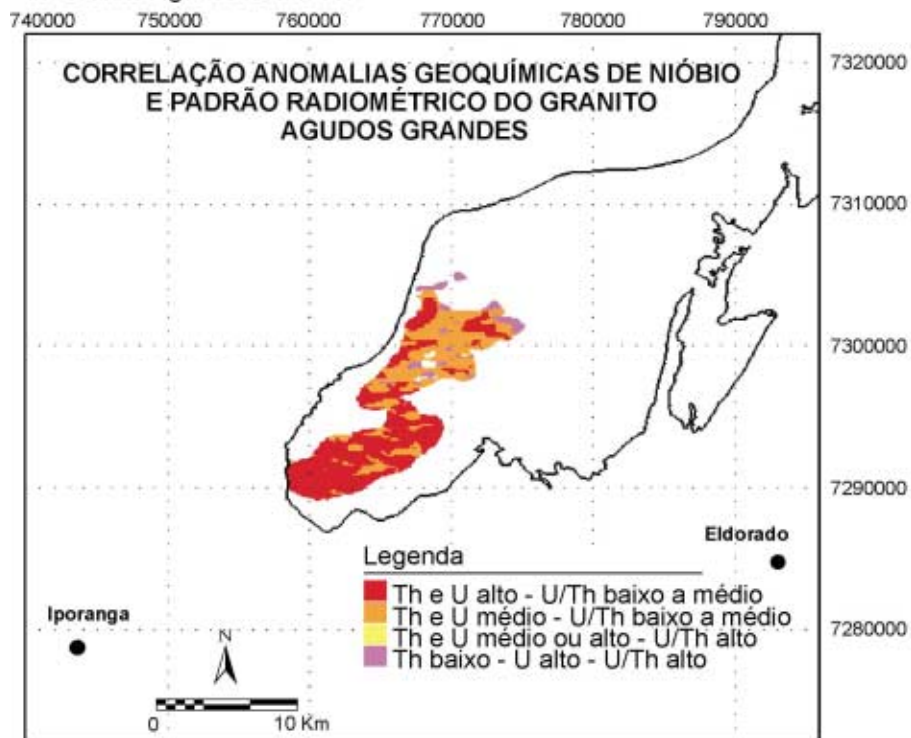 740000 750000 760000 770000 780000 790000
CORRELAÇÃO ANOMALIAS GEOQUÍMICAS DE NIÓBIO
E PADRÃO RADIOMÉTRICO DO GRANITO
AGUDOS GRANDES
7320000
7310000
7300000
7290000
7280000
Eldorado
Iporanga
Legenda
Th e U alto - U/Th baixo a médio
Th e U médio - U/Th baixo a médio
Th e U médio ou alto - U/Th alto
Th baixo - U alto - U/Th alto
N
0 10 Km